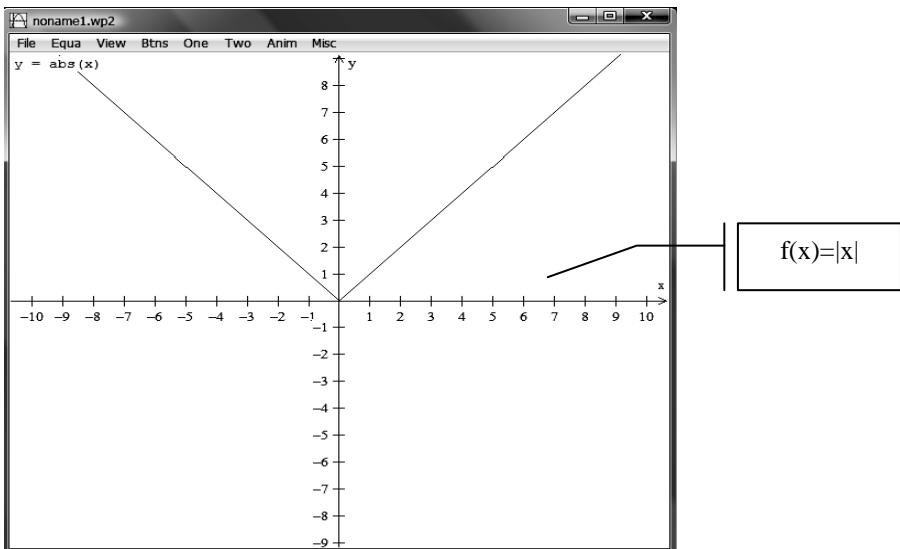 noname1.wp2
File Equa View Btns One Two Anim Misc
y = abs(x)
y
8
7
6
5
4
3
2
1
f(x)=|x|
x
−10 −9 −8 −7 −6 −5 −4 −3 −2 −1 1 2 3 4 5 6 7 8 9 10
−1
−2
−3
−4
−5
−6
−7
−8
−9